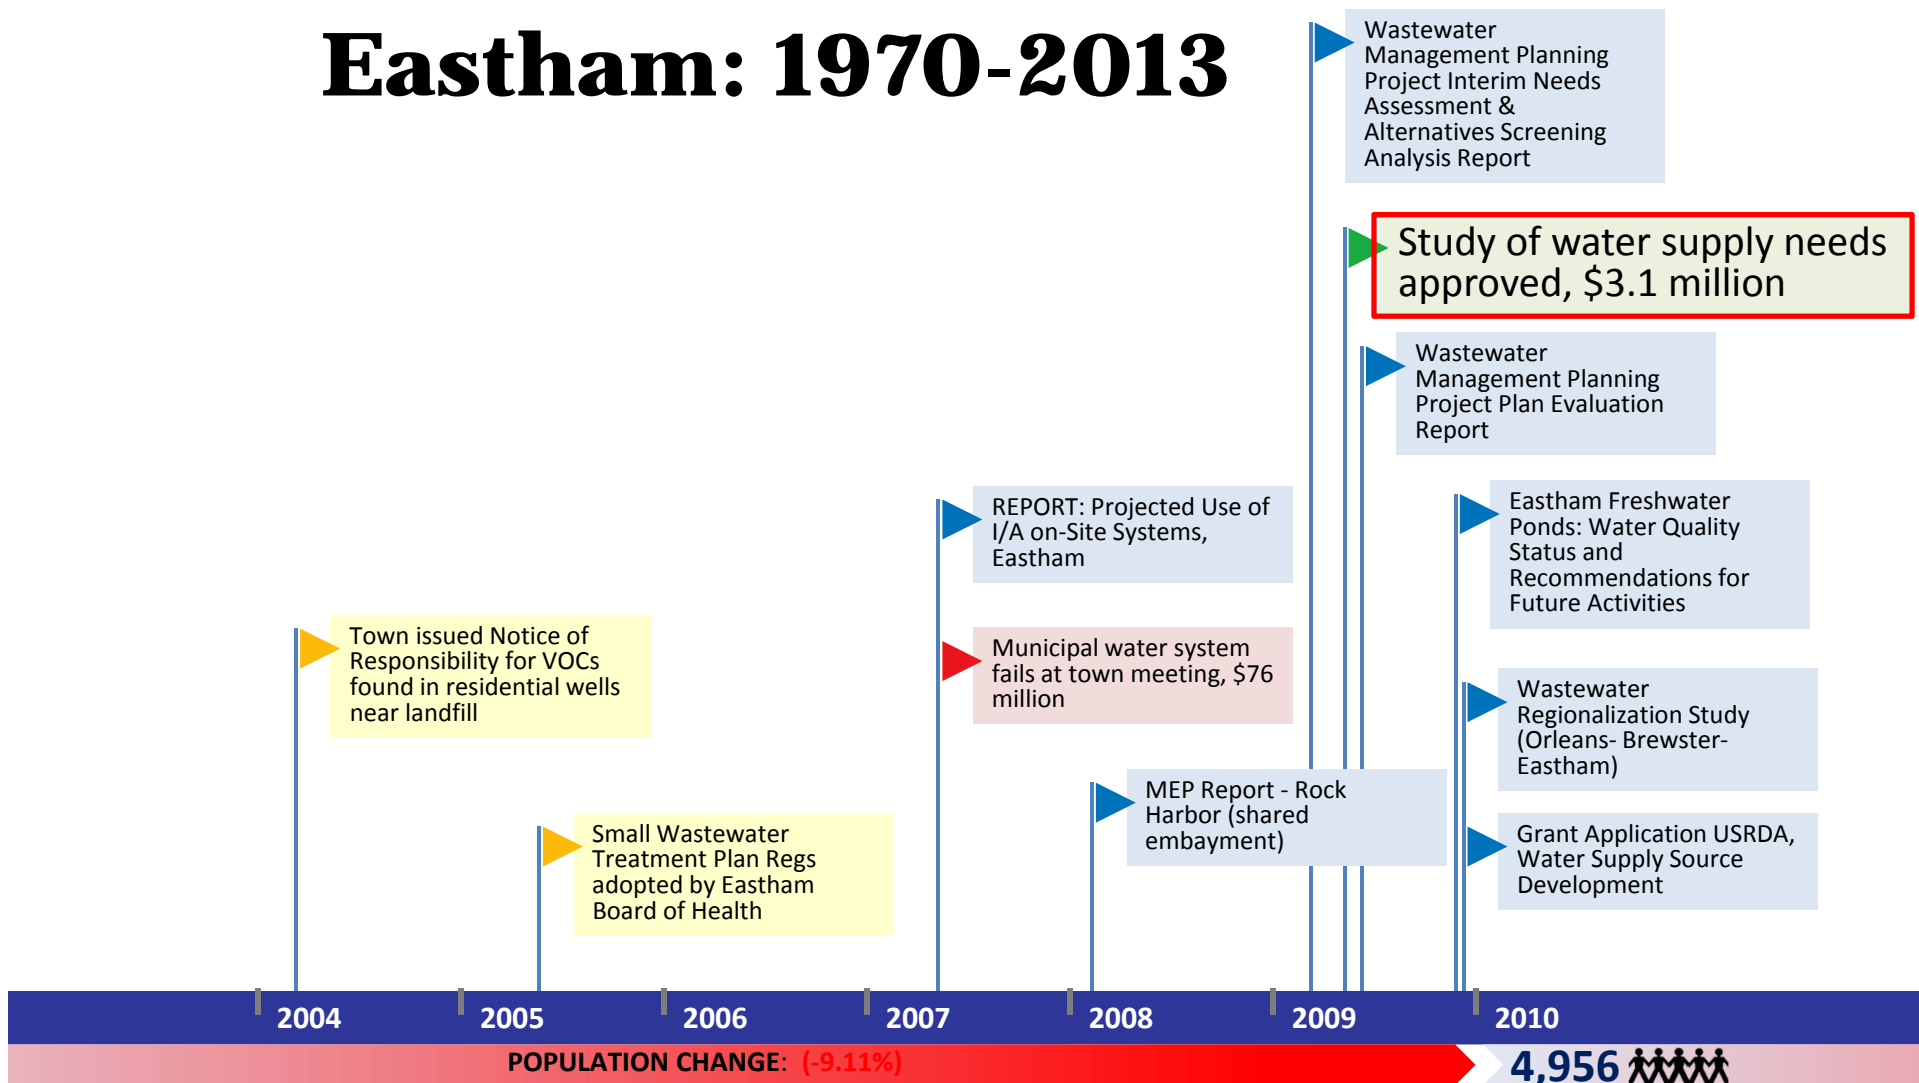 Eastham: 1970-2013
Wastewater
Management Planning
Project Interim Needs
Assessment &
Alternatives Screening
Analysis Report
Study of water supply needs
approved, $3.1 million
Wastewater
Management Planning
Project Plan Evaluation
Report
REPORT: Projected Use of
I/A on-Site Systems,
Eastham
Eastham Freshwater
Ponds: Water Quality
Status and
Recommendations for
Future Activities
Town issued Notice of
Responsibility for VOCs
found in residential wells
near landfill
Municipal water system
fails at town meeting, $76
million
Wastewater
Regionalization Study
(Orleans- Brewster-
Eastham)
MEP Report - Rock
Harbor (shared
embayment)
Small Wastewater
Treatment Plan Regs
adopted by Eastham
Board of Health
Grant Application USRDA,
Water Supply Source
Development
2004 2005 2006 2007 2008 2009 2010
POPULATION CHANGE: (-9.11%) 4,956